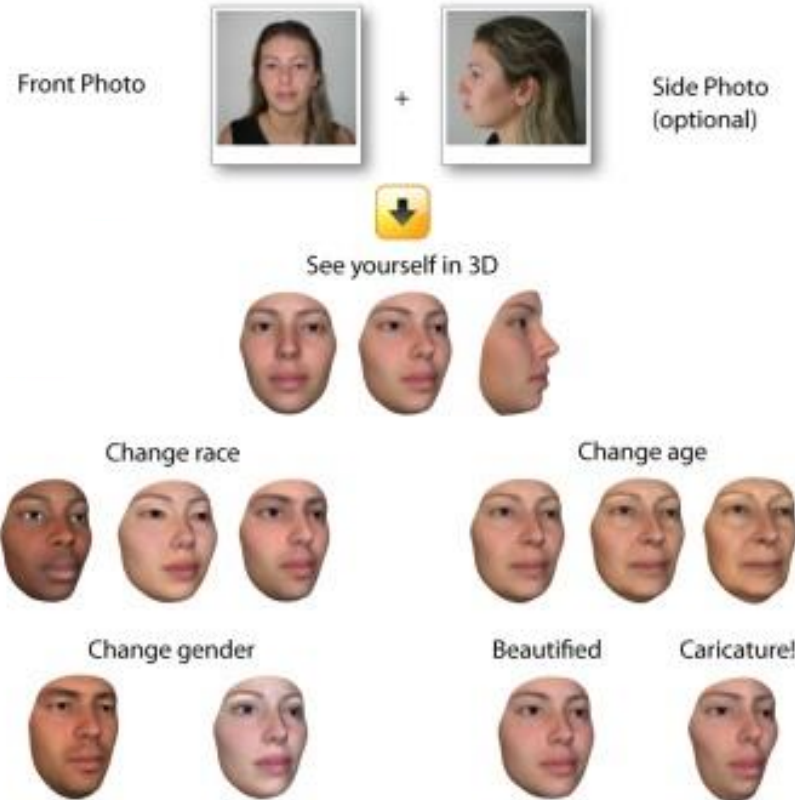 Front Photo
+
Side Photo
(optional)
See yourself in 3D
Change race
Change age
Change gender
Beautified
Caricature!